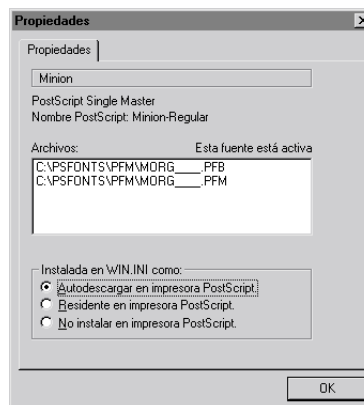 Propiedades
Propiedades
Minion
PostScript Single Master
Nombre PostScript: Minion-Regular
Archivos: Esta fuente está activa
C:\PSFONTS\PFM\MORG____.PFB
C:\PSFONTS\PFM\MORG____.PFM
Instalada en WIN.INI como:
Autodescargar en impresora PostScript.
Residente en impresora PostScript.
No instalar en impresora PostScript.
OK